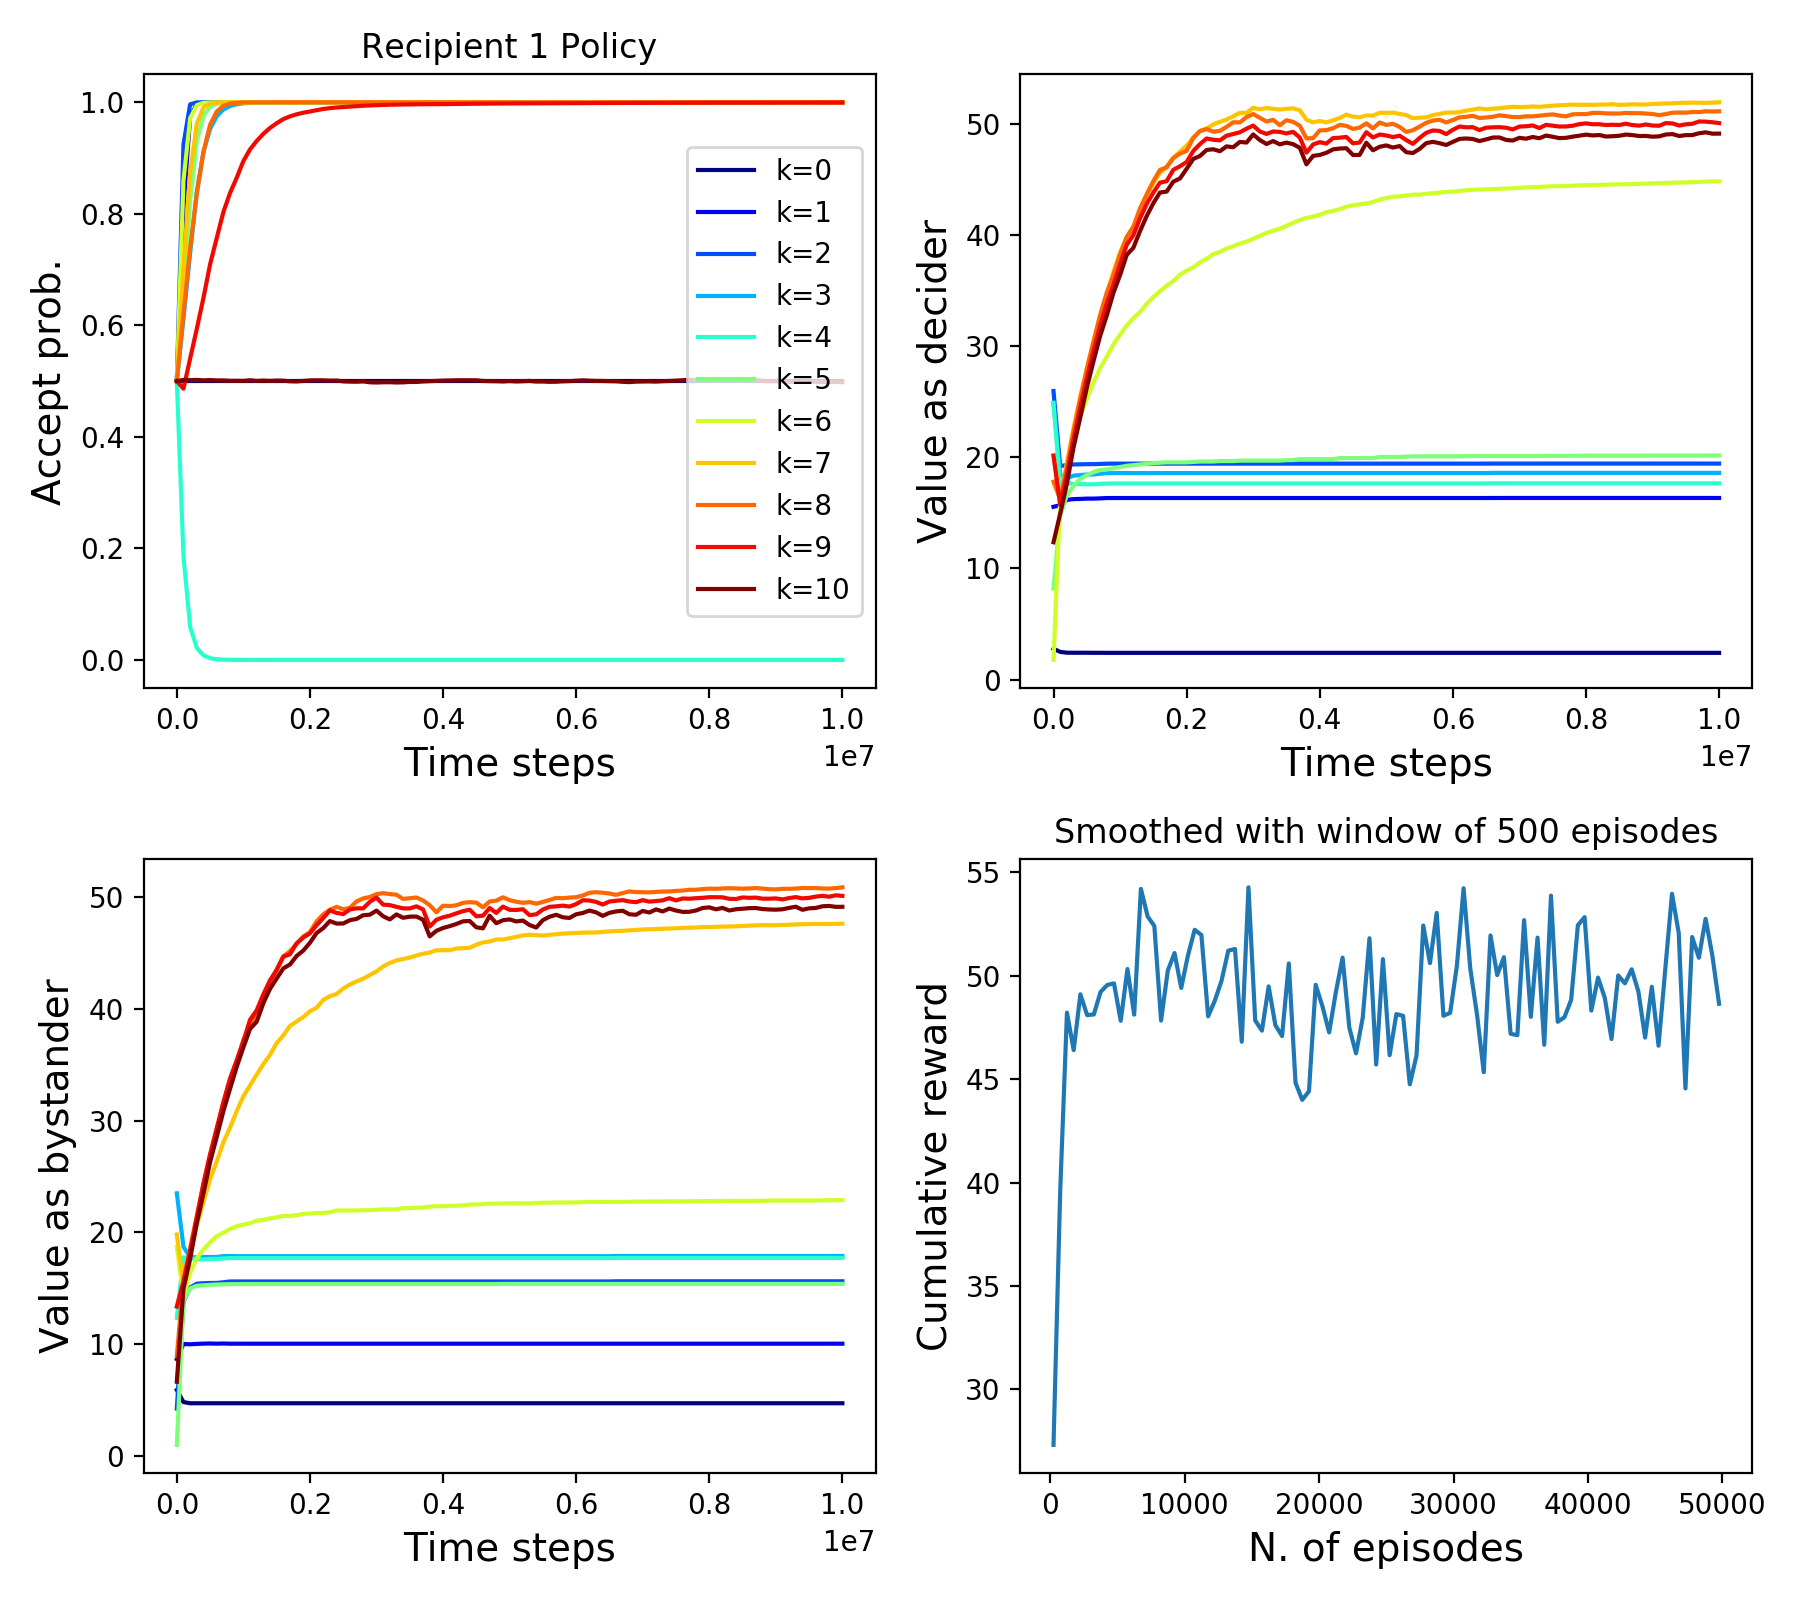 Recipient 1 Policy
Accept prob.
1.0
0.8
0.6
0.4
0.2
0.0
k=0
k=1
k=2
k=3
k=4
k=5
k=6
k=7
k=8
k=9
k=10
0.0 0.2 0.4 0.6 0.8 1.0
1e7
Time steps
Value as decider
50
40
30
20
10
0
0.0 0.2 0.4 0.6 0.8 1.0
1e7
Time steps
Value as bystander
50
40
30
20
10
0
0.0 0.2 0.4 0.6 0.8 1.0
1e7
Time steps
Smoothed with window of 500 episodes
Cumulative reward
55
50
45
40
35
30
0 10000 20000 30000 40000 50000
N. of episodes